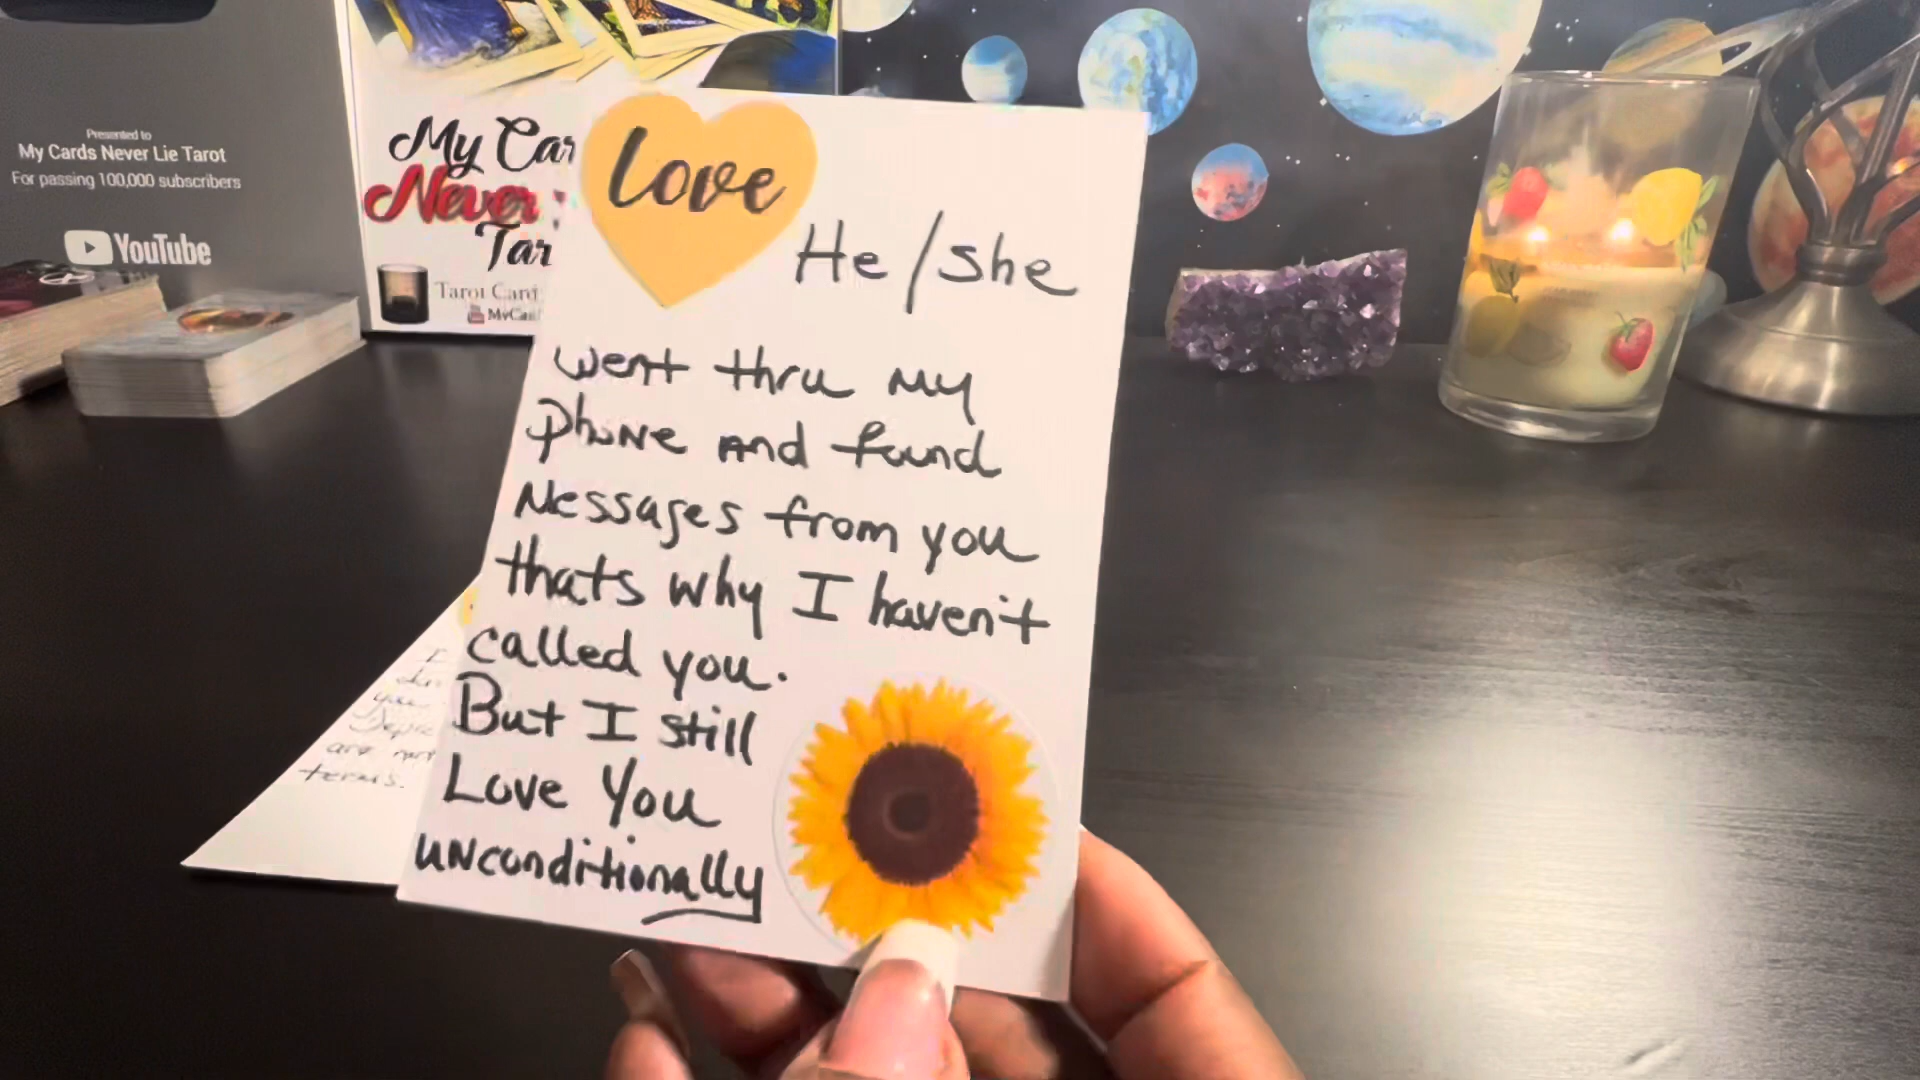 Presented to
My Cards Never Lie Tarot
For passing 100,000 subscribers
YouTube
My Car
Never
Tar
Tarot Card
Love
He/She
went thru my
phone and found
Messages from you
thats why I haven't
called you.
But I still
Love You
unconditionally
I
you
are not
terms.